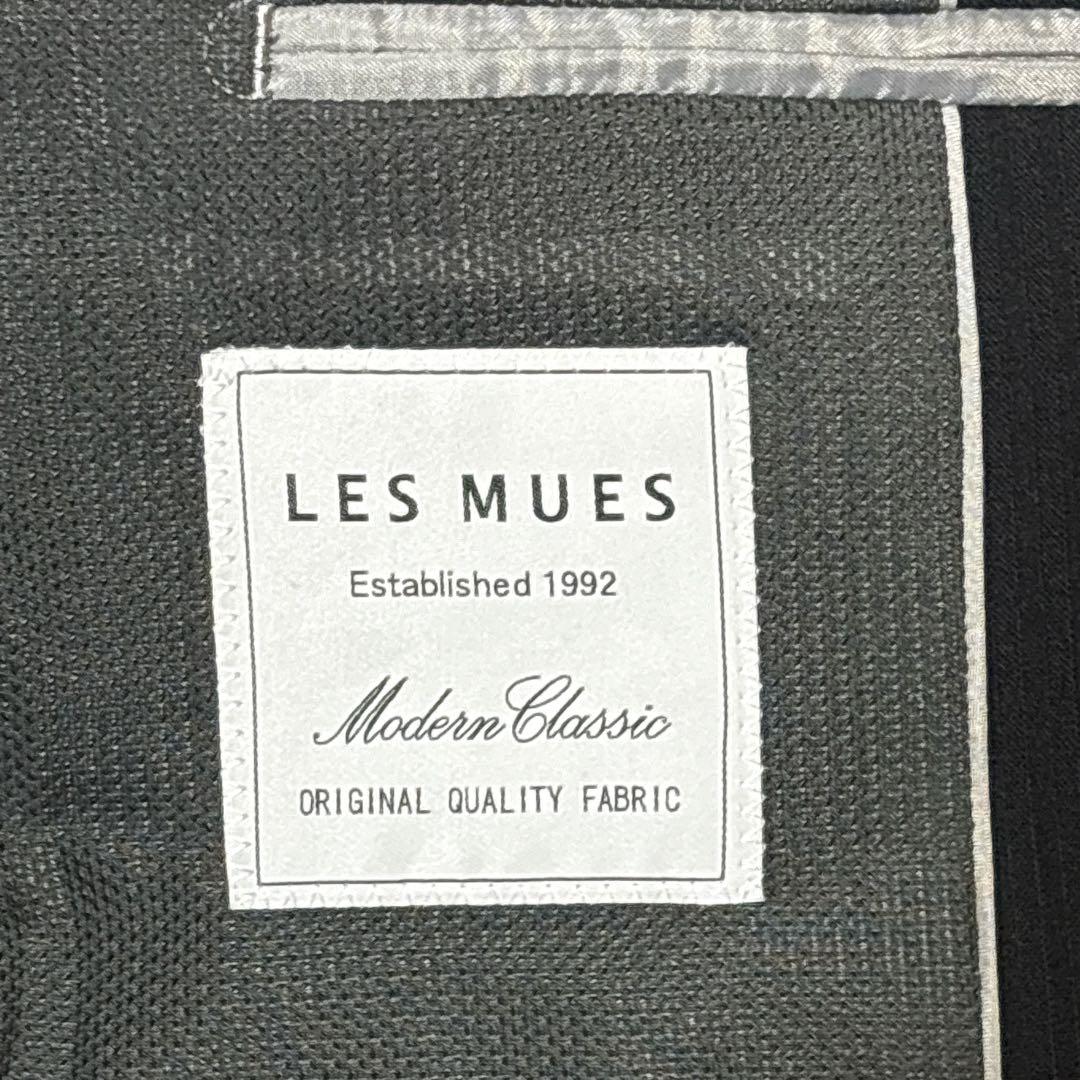 LES MUES
Established 1992
Modern Classic
ORIGINAL QUALITY FABRIC